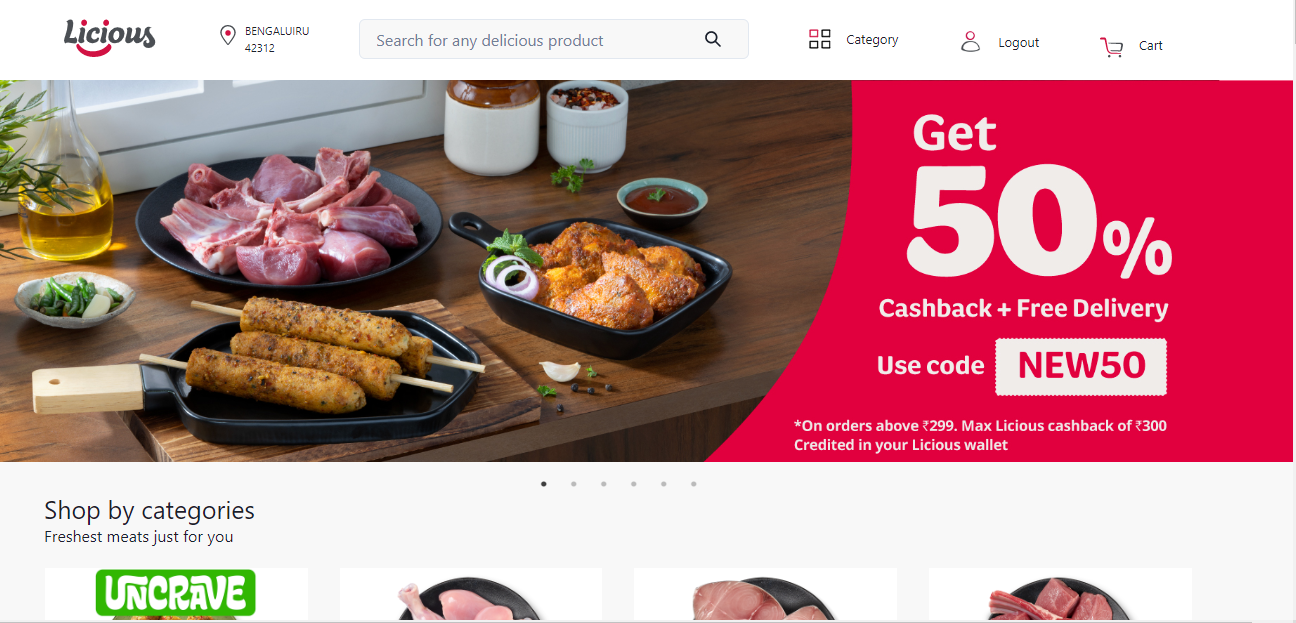 Licious
BENGALUIRU
42312
Search for any delicious product
Category
Logout
Cart
Get
50%
Cashback + Free Delivery
Use code NEW50
*On orders above ₹299. Max Licious cashback of ₹300
Credited in your Licious wallet
Shop by categories
Freshest meats just for you
UNCRAVE